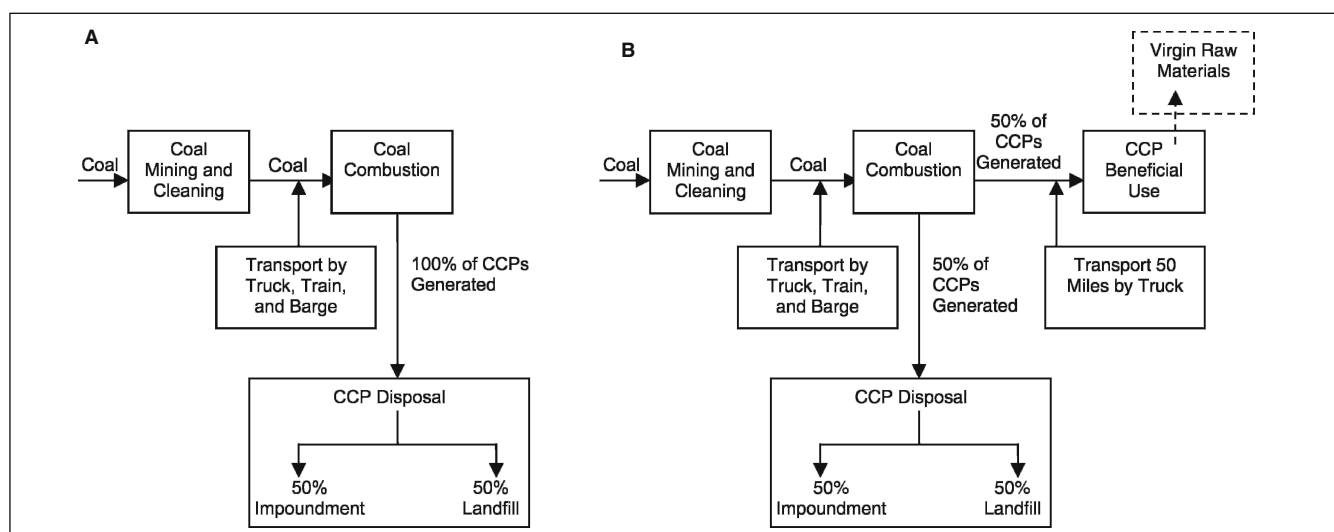 A
Coal
Coal
Mining and
Cleaning
Coal
Coal
Combustion
Transport by
Truck, Train,
and Barge
100% of CCPs
Generated
CCP Disposal
50%
Impoundment
50%
Landfill
B
Virgin Raw
Materials
Coal
Coal
Mining and
Cleaning
Coal
Coal
Combustion
50% of
CCPs
Generated
CCP
Beneficial
Use
Transport by
Truck, Train,
and Barge
50% of
CCPs
Generated
Transport 50
Miles by Truck
CCP Disposal
50%
Impoundment
50%
Landfill